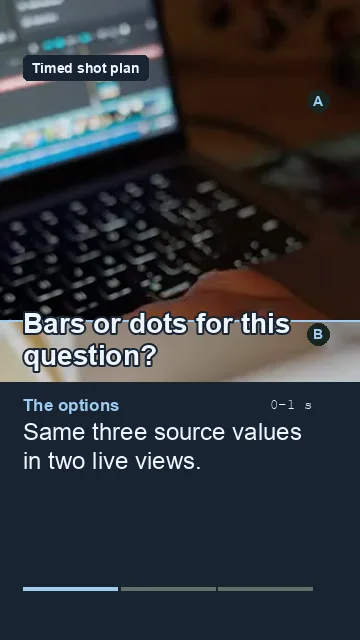 Timed shot plan
A
Bars or dots for this
question?
B
The options
0–1 s
Same three source values
in two live views.